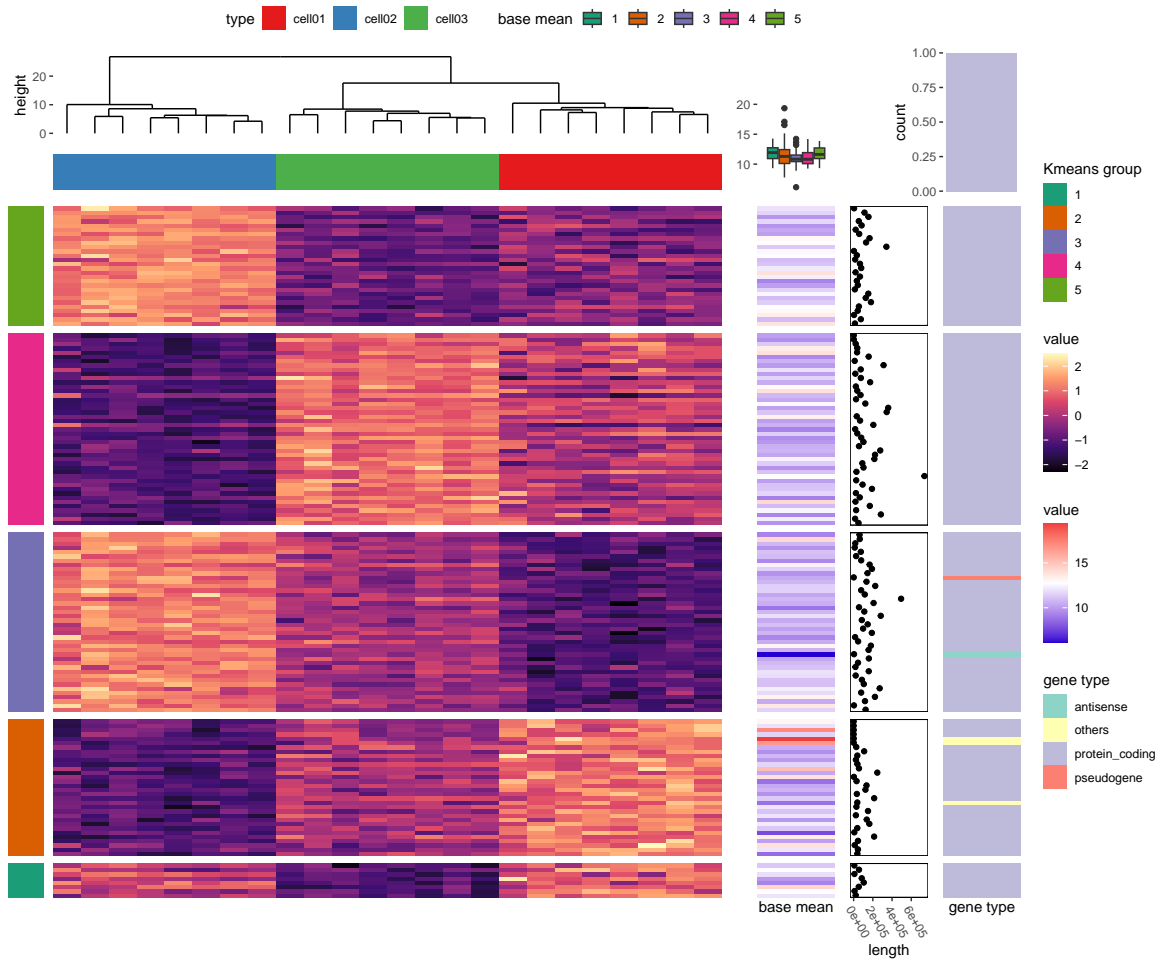 type cell01 cell02 cell03 base mean 1 2 3 4 5
height
20
10
0
20
15
10
count
1.00
0.75
0.50
0.25
0.00
Kmeans group
1
2
3
4
5
value
2
1
0
−1
−2
value
15
10
gene type
antisense
others
protein_coding
pseudogene
base mean
0e+00
2e+05
4e+05
6e+05
length
gene type